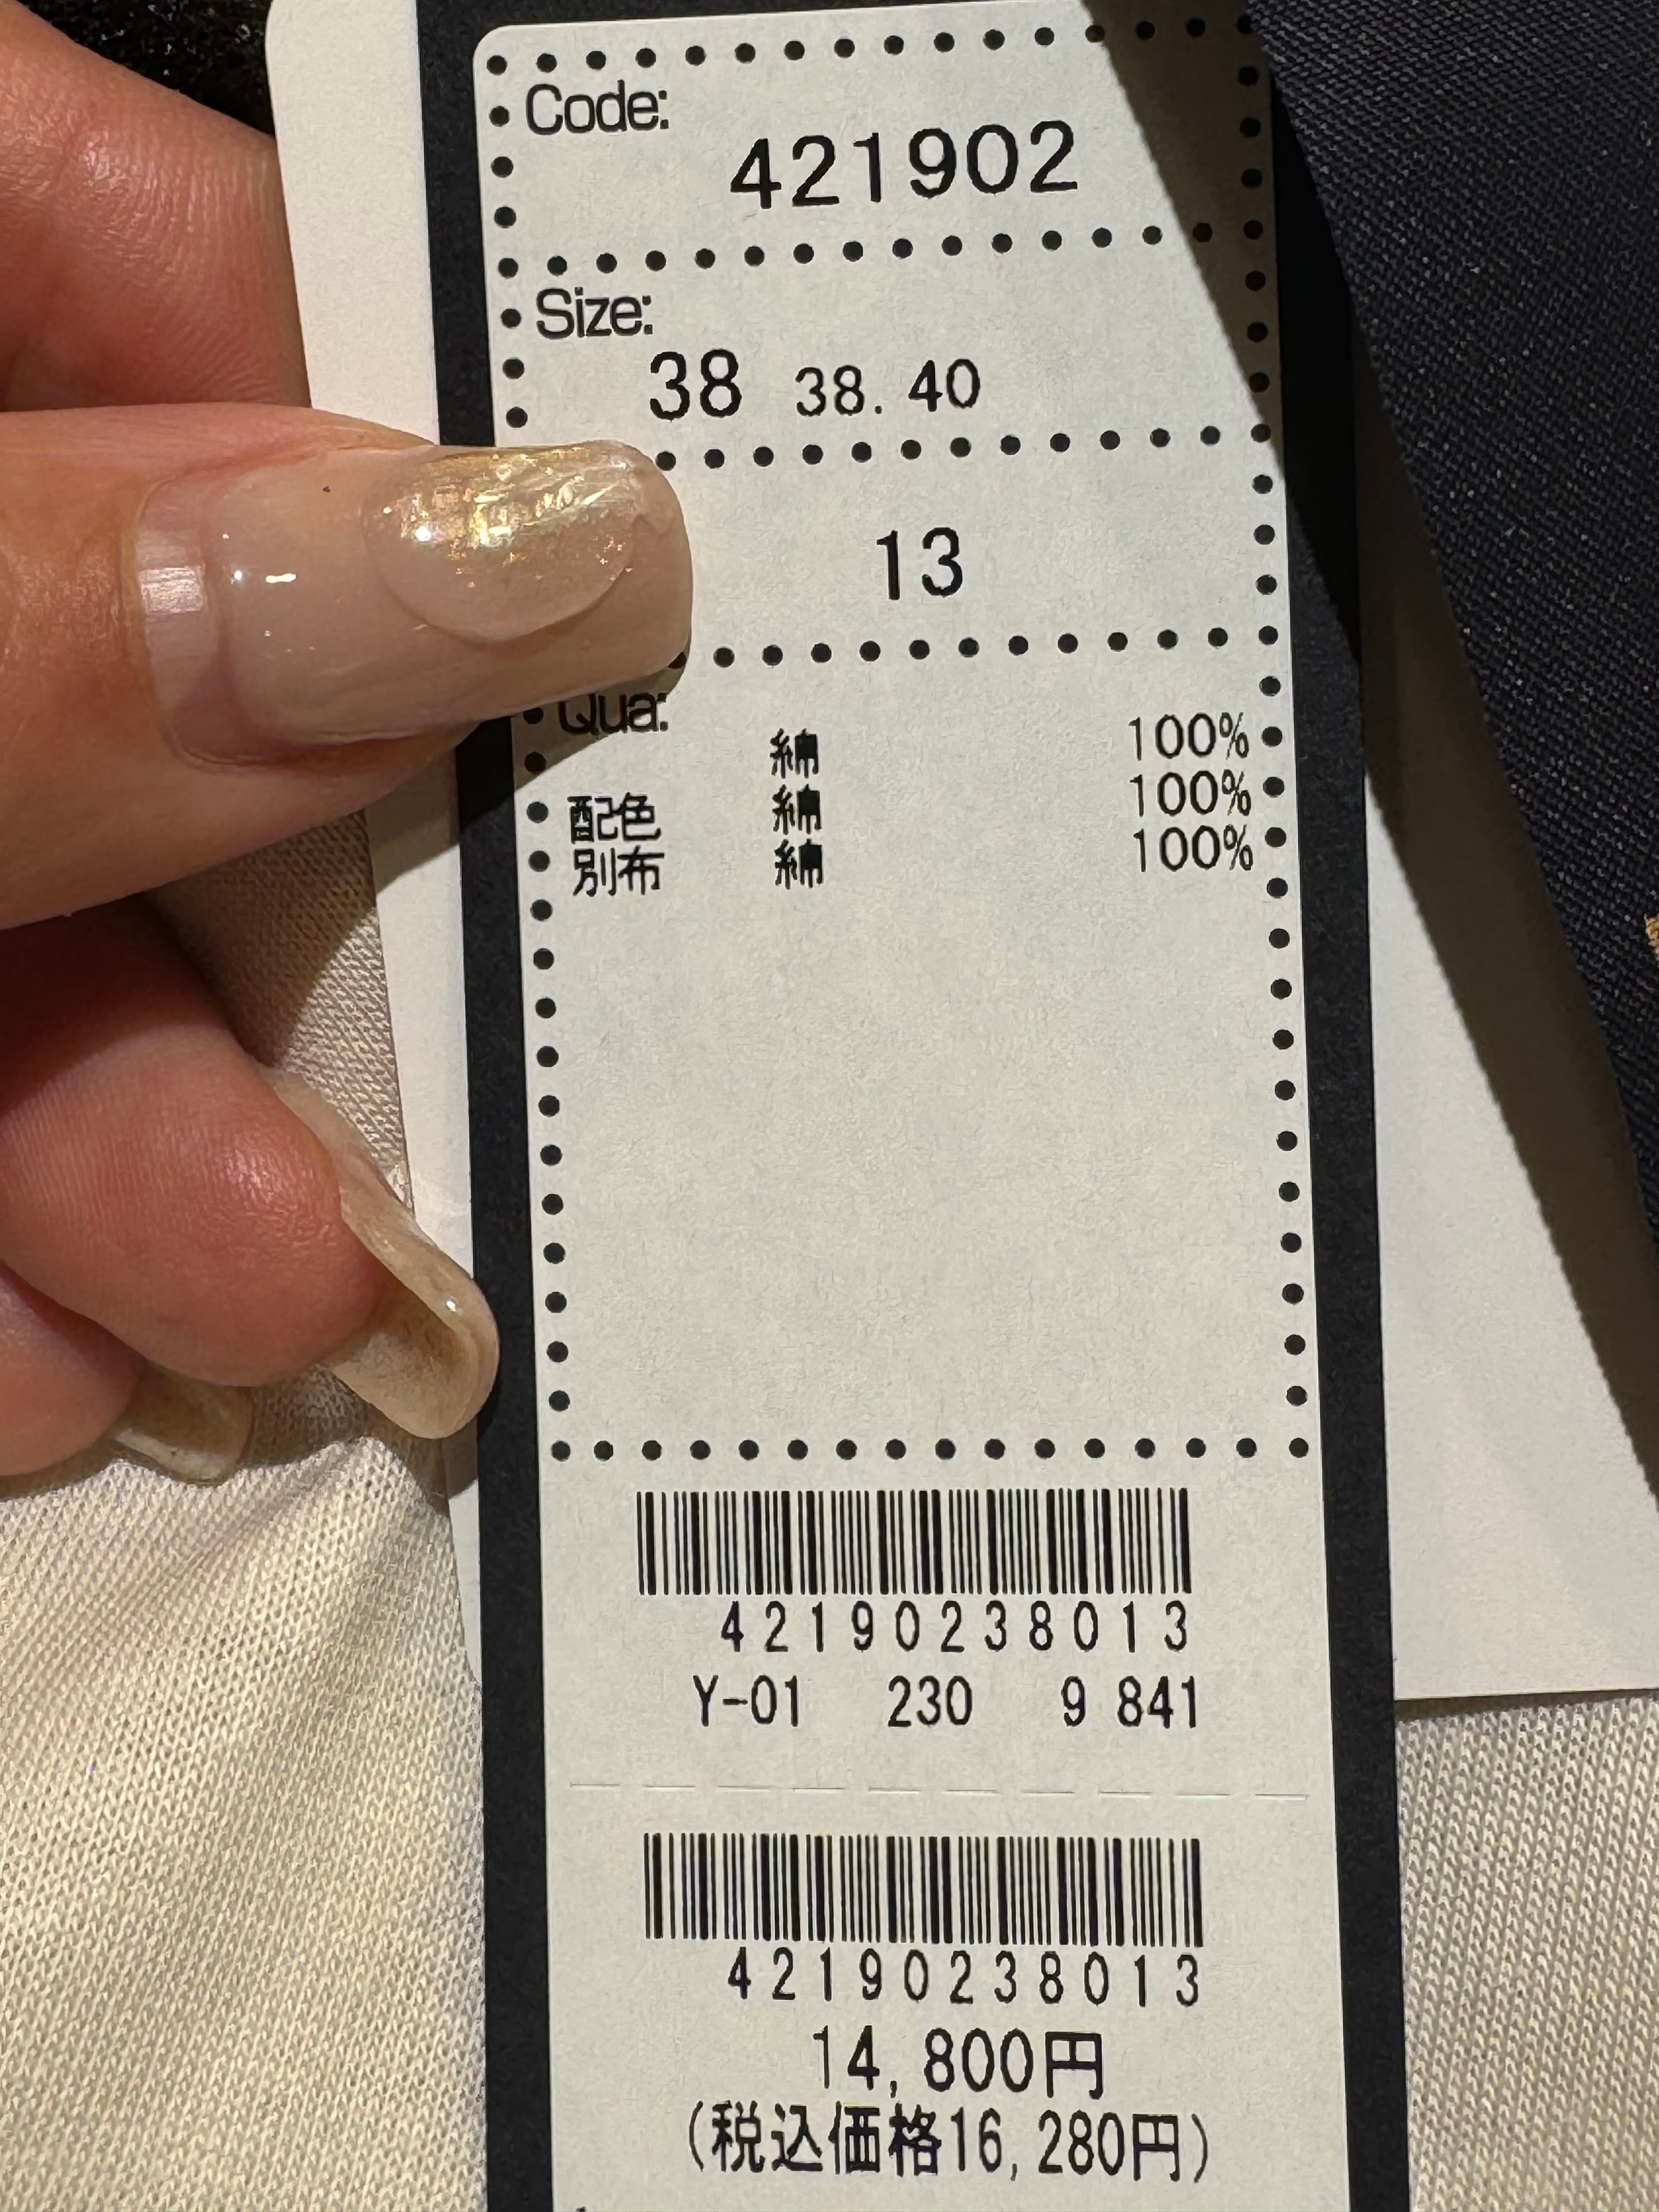 Code:
421902
Size:
38 38. 40
13
Qua:
綿 100%
配色 綿 100%
別布 綿 100%
42190238013
Y-01 230 9 841
42190238013
14,800円
(税込価格16,280円)